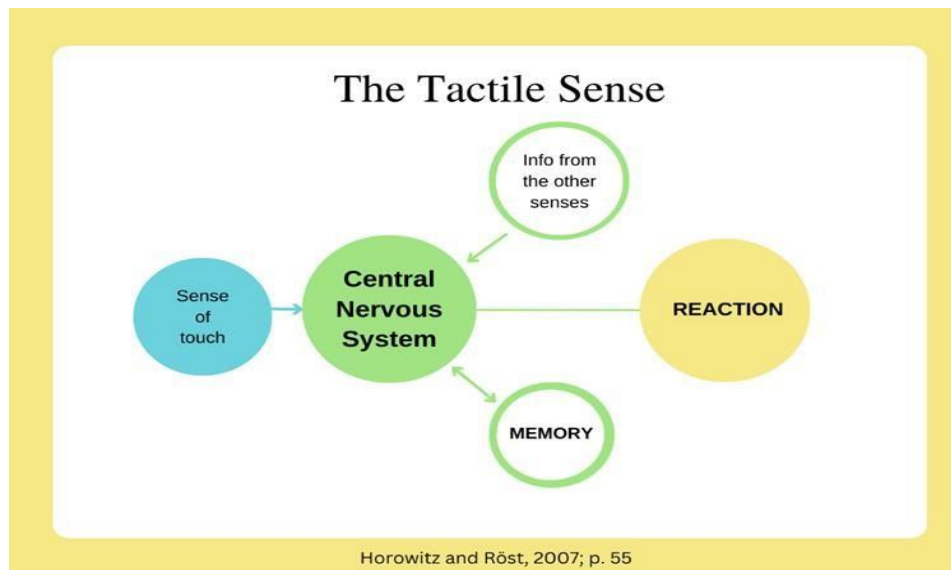 The Tactile Sense
Info from
the other
senses
Sense
of
touch
Central
Nervous
System
REACTION
MEMORY
Horowitz and Röst, 2007; p. 55